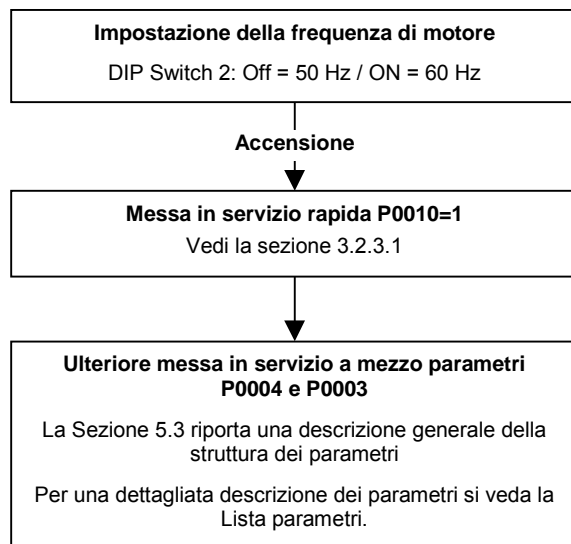 Impostazione della frequenza di motore
DIP Switch 2: Off = 50 Hz / ON = 60 Hz
Accensione
Messa in servizio rapida P0010=1
Vedi la sezione 3.2.3.1
Ulteriore messa in servizio a mezzo parametri
P0004 e P0003
La Sezione 5.3 riporta una descrizione generale della
struttura dei parametri
Per una dettagliata descrizione dei parametri si veda la
Lista parametri.